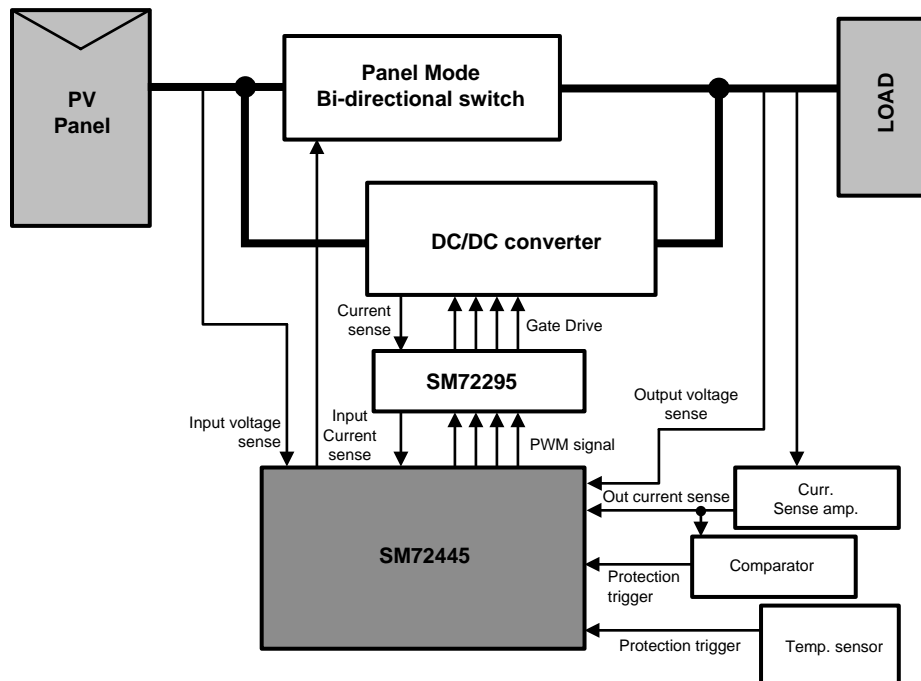 PV
Panel
Panel Mode
Bi-directional switch
LOAD
DC/DC converter
Current
sense
Gate Drive
SM72295
Input voltage
sense
Input
Current
sense
PWM signal
Output voltage
sense
SM72445
Out current sense
Curr.
Sense amp.
Comparator
Protection
trigger
Protection trigger
Temp. sensor